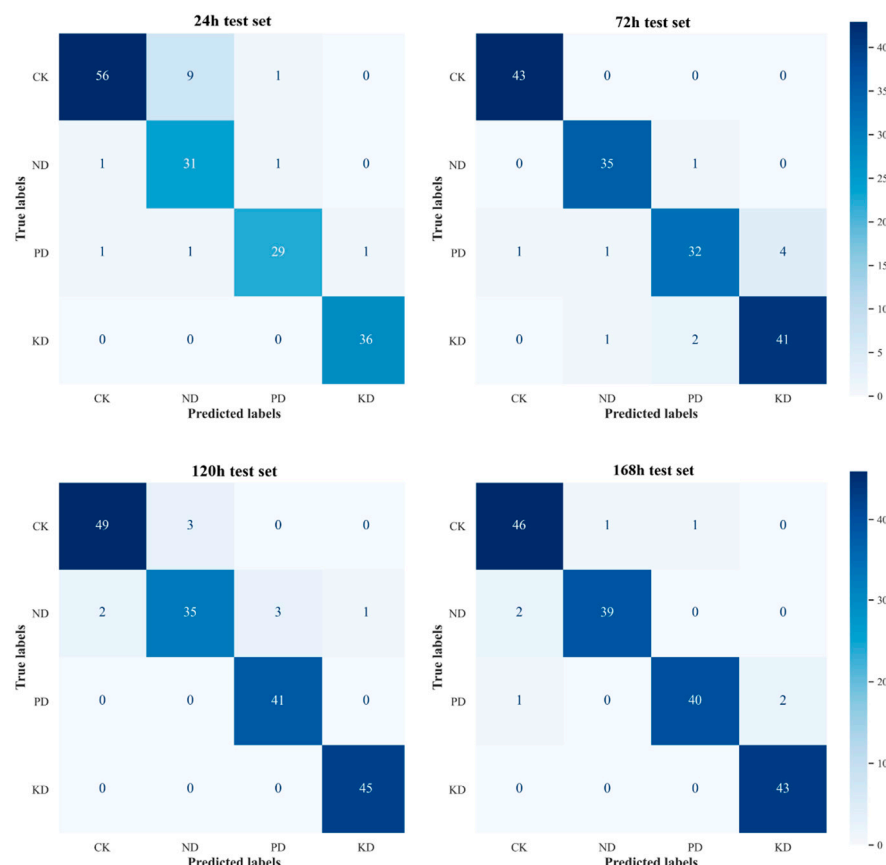 24h test set
72h test set
True labels
CK 56 9 1 0
ND 1 31 1 0
PD 1 1 29 1
KD 0 0 0 36
CK ND PD KD
Predicted labels
True labels
CK 43 0 0 0
ND 0 35 1 0
PD 1 1 32 4
KD 0 1 2 41
CK ND PD KD
Predicted labels
40
35
30
25
20
15
10
5
0
120h test set
168h test set
True labels
CK 49 3 0 0
ND 2 35 3 1
PD 0 0 41 0
KD 0 0 0 45
CK ND PD KD
Predicted labels
True labels
CK 46 1 1 0
ND 2 39 0 0
PD 1 0 40 2
KD 0 0 0 43
CK ND PD KD
Predicted labels
40
30
20
10
0